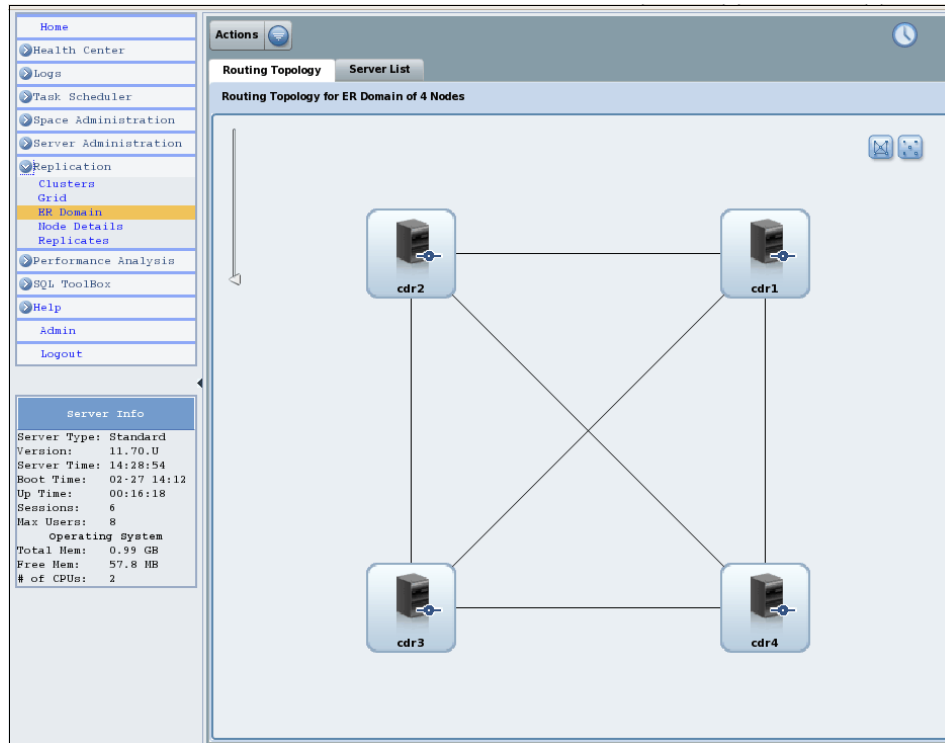 Home
Health Center
Logs
Task Scheduler
Space Administration
Server Administration
Replication
Clusters
Grid
ER Domain
Node Details
Replicates
Performance Analysis
SQL ToolBox
Help
Admin
Logout
Server Info
Server Type: Standard
Version: 11.70.U
Server Time: 14:28:54
Boot Time: 02-27 14:12
Up Time: 00:16:18
Sessions: 6
Max Users: 8
Operating System
Total Mem: 0.99 GB
Free Mem: 57.8 MB
# of CPUs: 2
Actions
Routing Topology Server List
Routing Topology for ER Domain of 4 Nodes
cdr2 cdr1
cdr3 cdr4